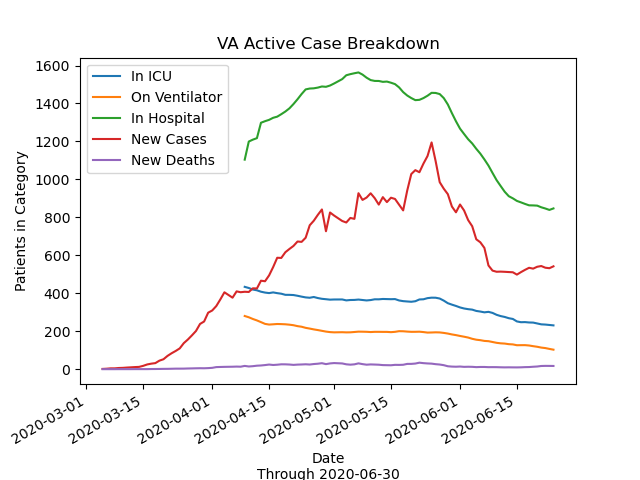 VA Active Case Breakdown
In ICU
On Ventilator
In Hospital
New Cases
New Deaths
Patients in Category
1600
1400
1200
1000
800
600
400
200
0
2020-03-01
2020-03-15
2020-04-01
2020-04-15
2020-05-01
2020-05-15
2020-06-01
2020-06-15
Date
Through 2020-06-30